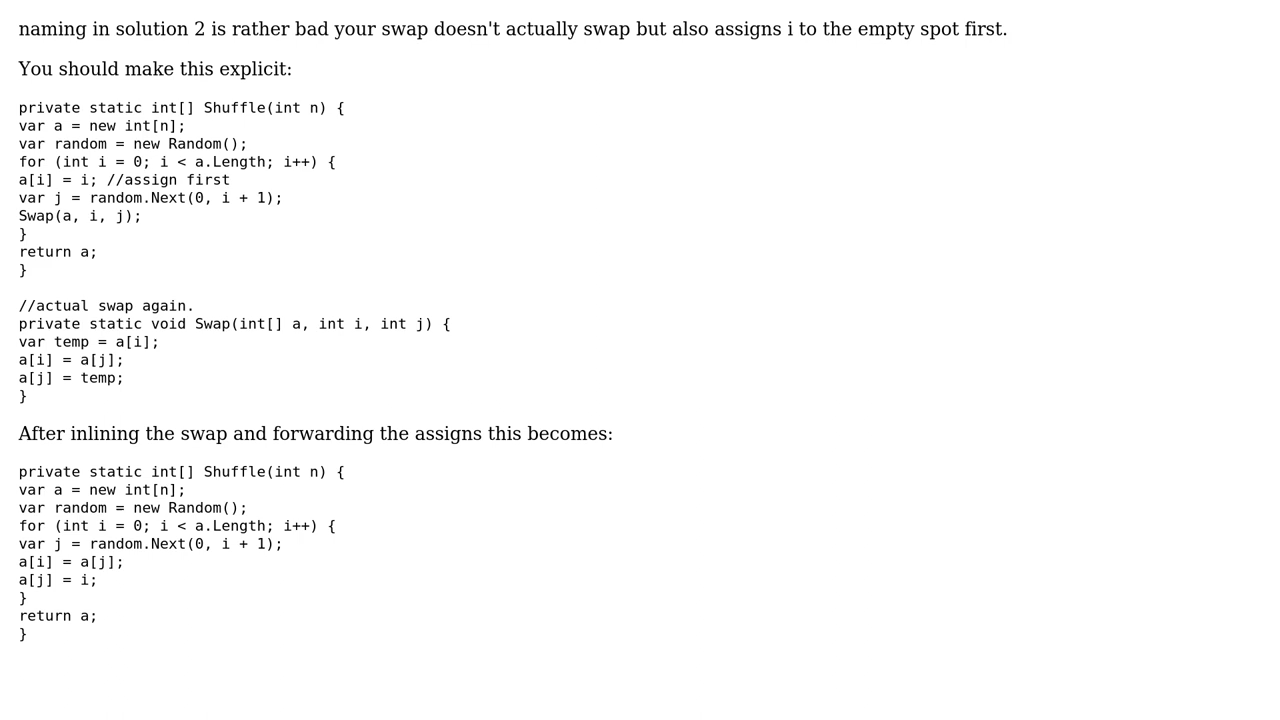 naming in solution 2 is rather bad your swap doesn't actually swap but also assigns i to the empty spot first.
You should make this explicit:
private static int[] Shuffle(int n) {
var a = new int[n];
var random = new Random();
for (int i = 0; i < a.Length; i++) {
a[i] = i; //assign first
var j = random.Next(0, i + 1);
Swap(a, i, j);
}
return a;
}
//actual swap again.
private static void Swap(int[] a, int i, int j) {
var temp = a[i];
a[i] = a[j];
a[j] = temp;
}
After inlining the swap and forwarding the assigns this becomes:
private static int[] Shuffle(int n) {
var a = new int[n];
var random = new Random();
for (int i = 0; i < a.Length; i++) {
var j = random.Next(0, i + 1);
a[i] = a[j];
a[j] = i;
}
return a;
}